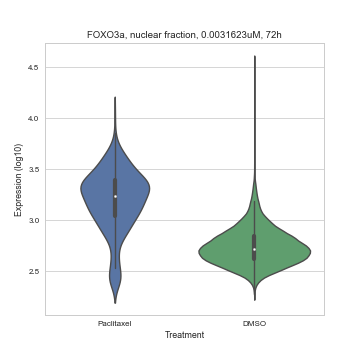 FOXO3a, nuclear fraction, 0.0031623uM, 72h
Expression (log10)
4.5
4.0
3.5
3.0
2.5
Paclitaxel
DMSO
Treatment